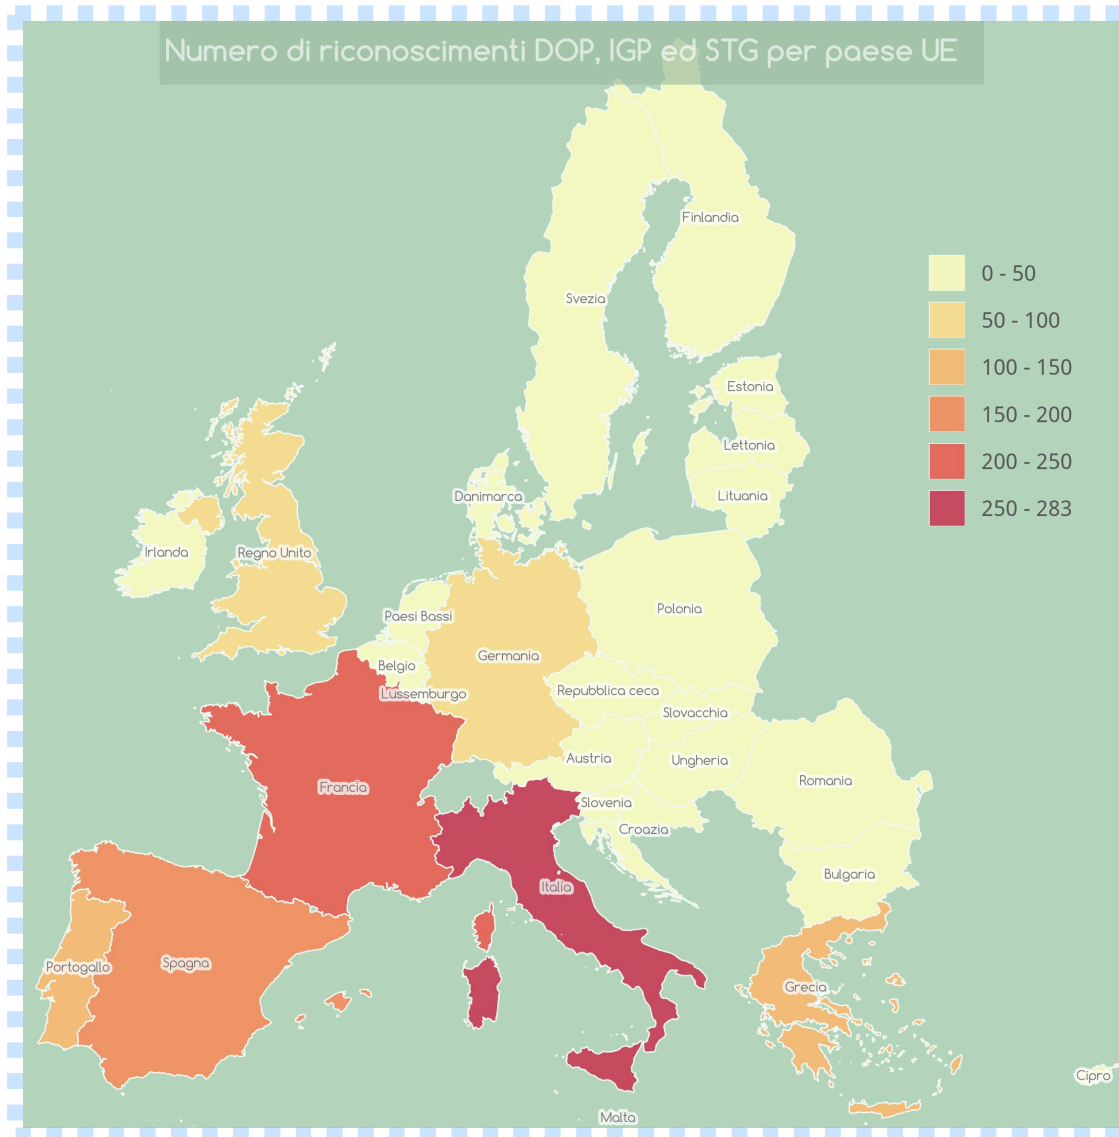 Numero di riconoscimenti DOP, IGP ed STG per paese UE
Finlandia
0 - 50
Svezia
50 - 100
100 - 150
Estonia
150 - 200
Lettonia
200 - 250
Danimarca
Lituania
250 - 283
Irlanda
Regno Unito
Paesi Bassi
Polonia
Germania
Belgio
Lussemburgo
Repubblica ceca
Slovacchia
Austria
Ungheria
Francia
Romania
Slovenia
Croazia
Italia
Bulgaria
Portogallo
Spagna
Grecia
Cipro
Malta